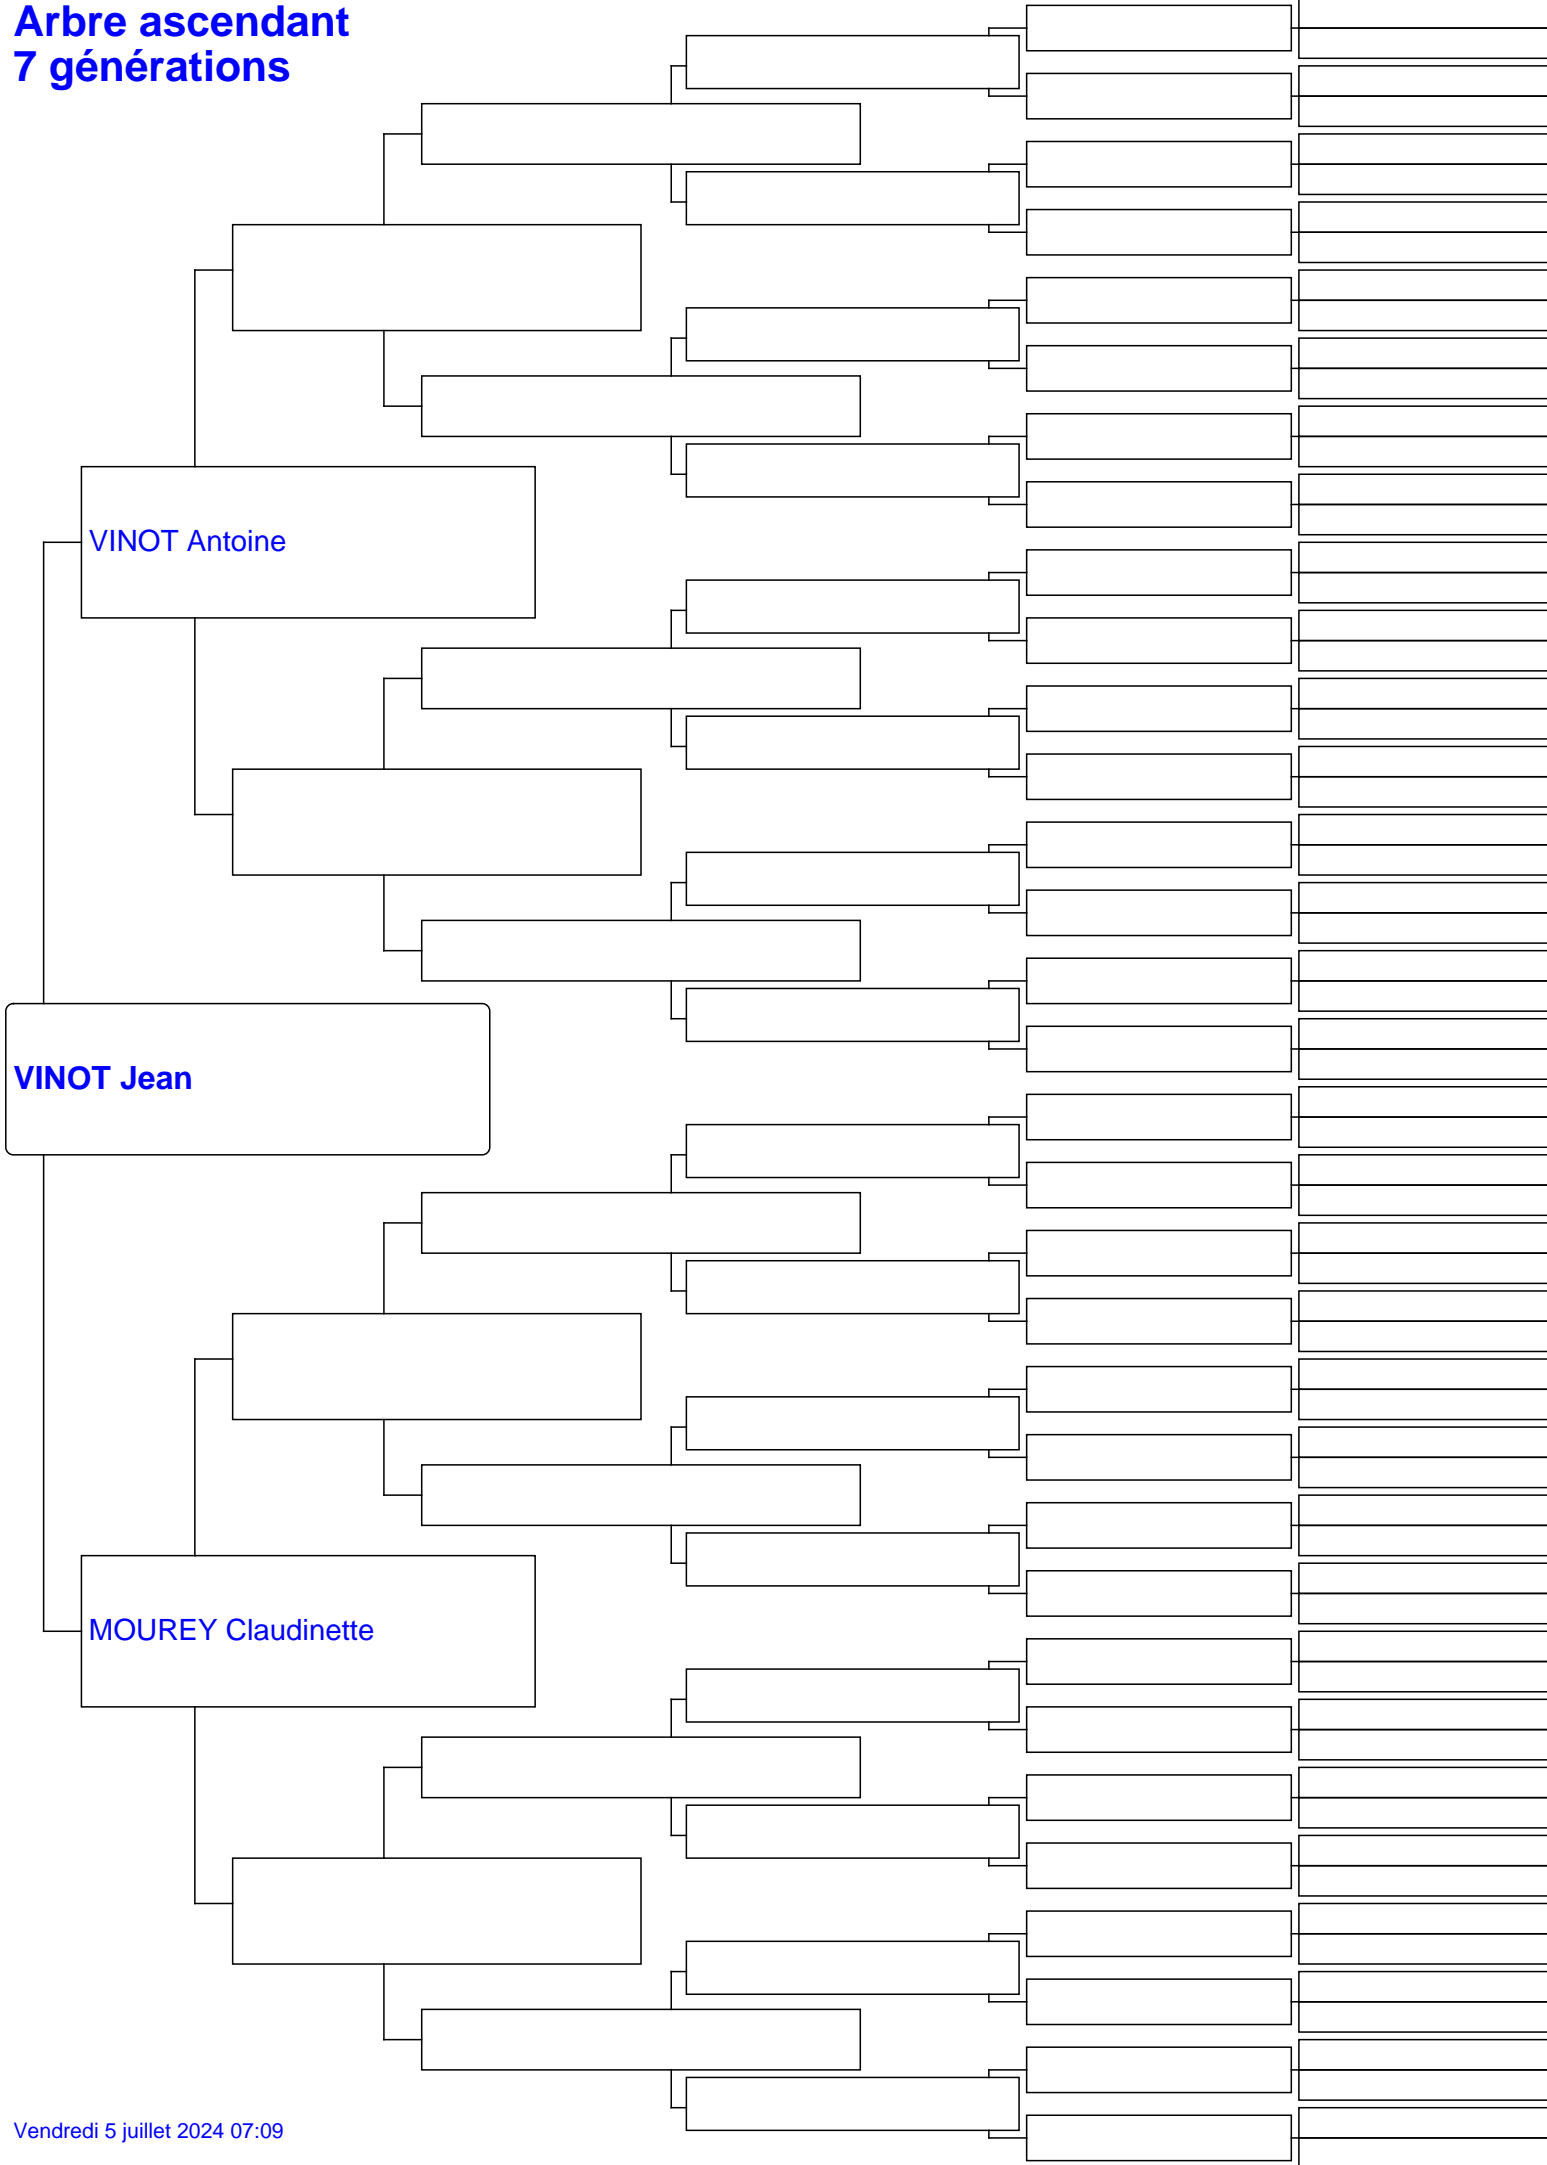 Arbre ascendant
7 générations
VINOT Antoine
VINOT Jean
MOUREY Claudinette
Vendredi 5 juillet 2024 07:09